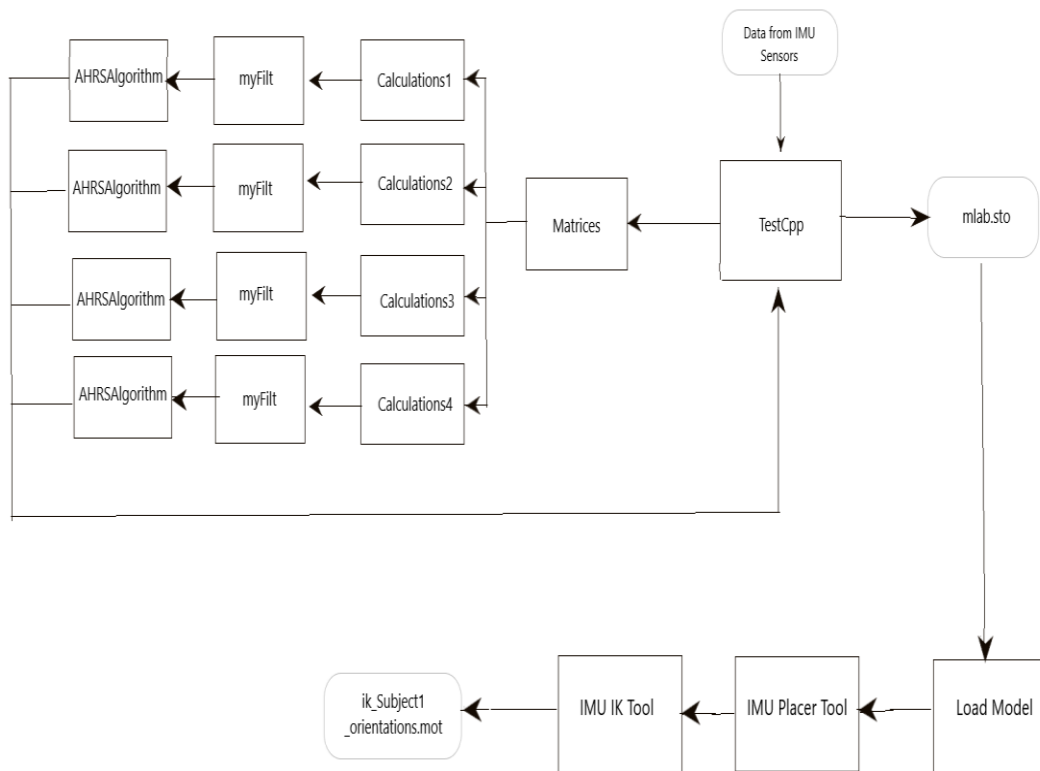 Data from IMU
Sensors
AHRSAlgorithm
myFilt
Calculations1
AHRSAlgorithm
myFilt
Calculations2
Matrices
TestCpp
mlab.sto
AHRSAlgorithm
myFilt
Calculations3
AHRSAlgorithm
myFilt
Calculations4
ik_Subject1
_orientations.mot
IMU IK Tool
IMU Placer Tool
Load Model